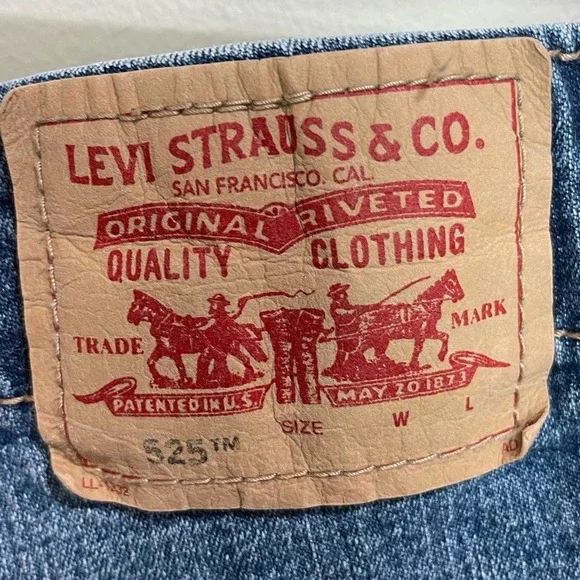 LEVI STRAUSS & CO.
SAN FRANCISCO. CAL.
ORIGINAL RIVETED
QUALITY CLOTHING
TRADE MARK
PATENTED IN U.S. MAY 20 1873
SIZE W L
525™